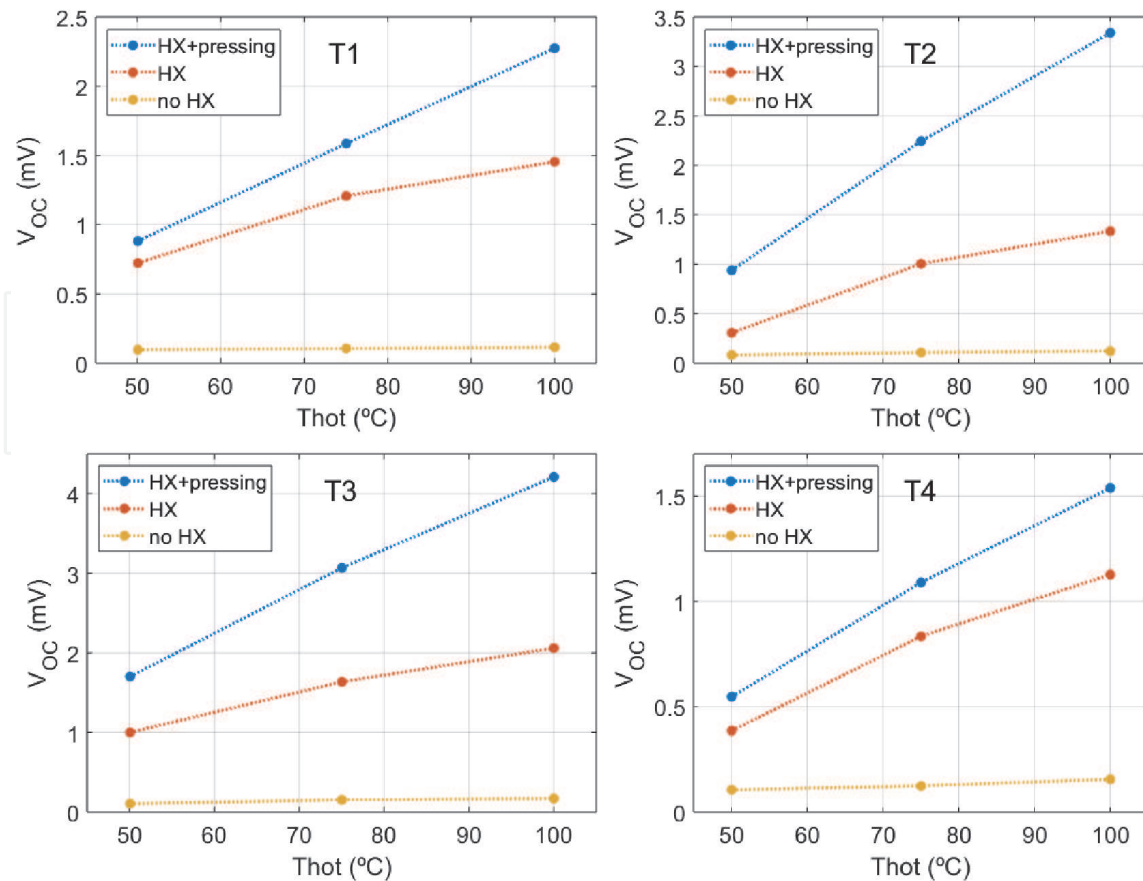 T1
HX+pressing
HX
no HX
2.5
2
1.5
1
0.5
0
V_OC (mV)
50 60 70 80 90 100
Thot (ºC)
T2
HX+pressing
HX
no HX
3.5
3
2.5
2
1.5
1
0.5
0
V_OC (mV)
50 60 70 80 90 100
Thot (ºC)
T3
HX+pressing
HX
no HX
4
3
2
1
0
V_OC (mV)
50 60 70 80 90 100
Thot (ºC)
T4
HX+pressing
HX
no HX
1.5
1
0.5
0
V_OC (mV)
50 60 70 80 90 100
Thot (ºC)